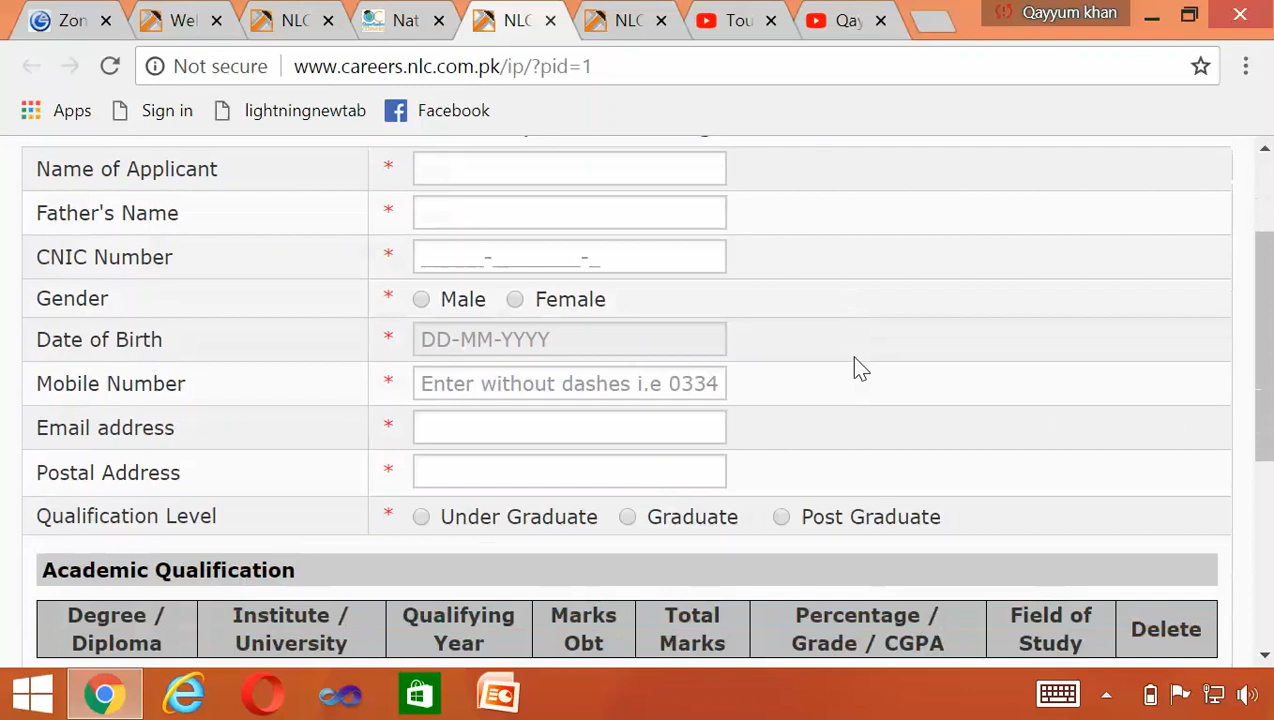 Zon
Wel
NLC
Nat
NLC
NLC
Tou
Qay
Qayyum khan
Not secure
www.careers.nlc.com.pk/ip/?pid=1
Apps
Sign in
lightningnewtab
Facebook
Name of Applicant *
Father's Name *
CNIC Number * _____-_______-_
Gender * Male Female
Date of Birth * DD-MM-YYYY
Mobile Number * Enter without dashes i.e 0334
Email address *
Postal Address *
Qualification Level * Under Graduate Graduate Post Graduate
Academic Qualification
Degree / Diploma
Institute / University
Qualifying Year
Marks Obt
Total Marks
Percentage / Grade / CGPA
Field of Study
Delete